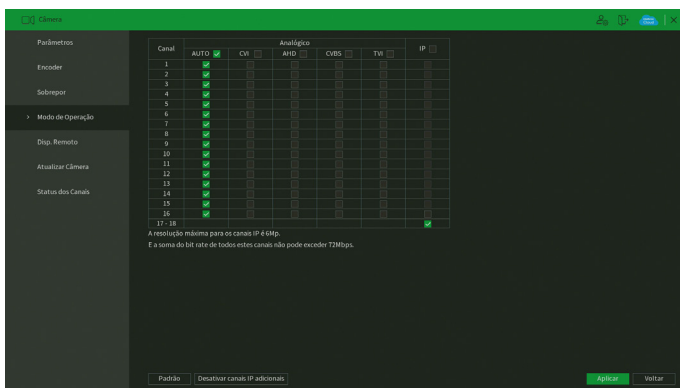 Câmera
Parâmetros
Encoder
Sobrepor
Modo de Operação
Disp. Remoto
Atualizar Câmera
Status dos Canais
Canal Analógico IP
AUTO CVI AHD CVBS TVI
1
2
3
4
5
6
7
8
9
10
11
12
13
14
15
16
17 - 18
A resolução máxima para os canais IP é 6Mp.
E a soma do bit rate de todos estes canais não pode exceder 72Mbps.
Padrão Desativar canais IP adicionais Aplicar Voltar